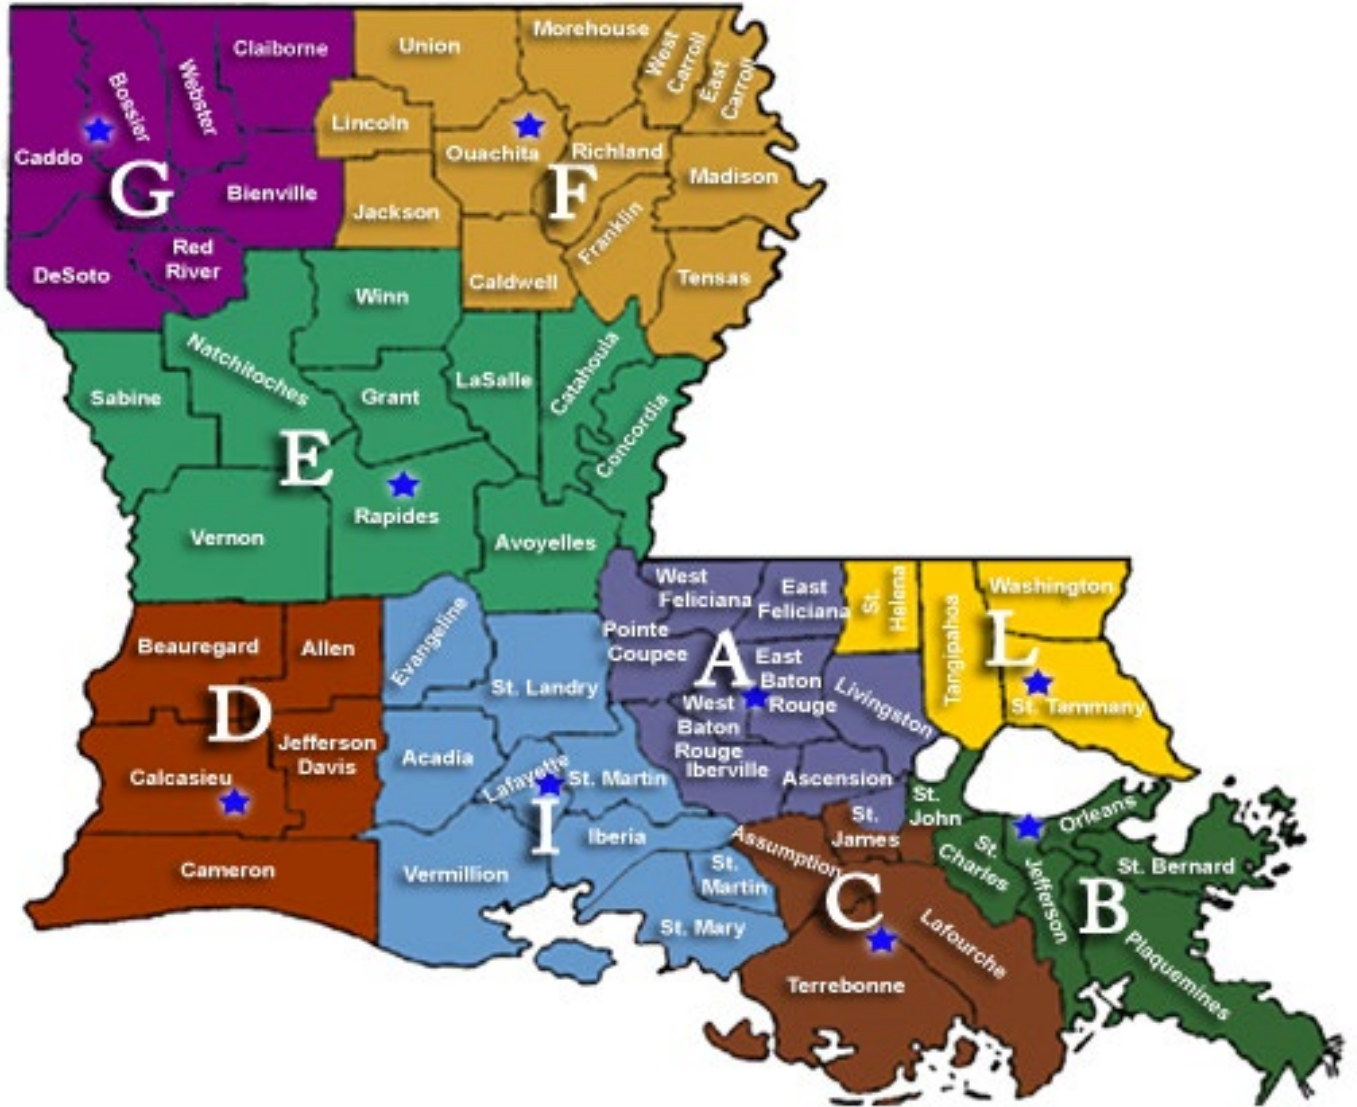 Claiborne
Union
Morehouse
West
Carroll
East
Carroll
Bossier
Webster
Lincoln
Caddo
Ouachita
Richland
Madison
G
Bienville
F
Jackson
Franklin
Red
River
DeSoto
Caldwell
Tensas
Winn
Natchitoches
Sabine
Grant
LaSalle
Catahoula
Concordia
E
Rapides
Vernon
Avoyelles
West
Feliciana
East
Feliciana
St.
Helena
Washington
Tangipahoa
L
Beauregard
Allen
Evangeline
Pointe
Coupee
A
East
Baton
Rouge
St. Landry
West
Baton
Rouge
Livingston
St. Tammany
D
Jefferson
Davis
Acadia
Calcasieu
Lafayette
St. Martin
Iberville
Ascension
St.
John
Orleans
I
Iberia
Assumption
St.
James
St.
Charles
Jefferson
St. Bernard
Cameron
Vermillion
St.
Martin
C
B
St. Mary
Lafourche
Plaquemines
Terrebonne